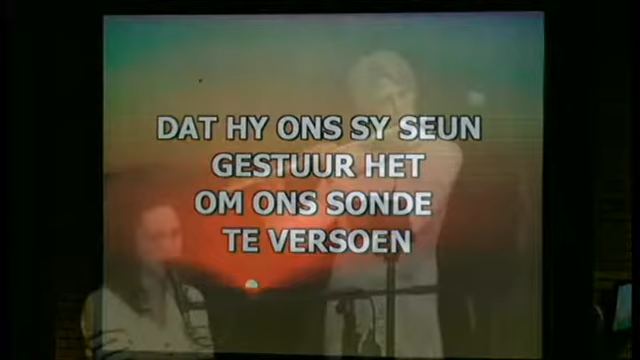 DAT HY ONS SY SEUN
GESTUUR HET
OM ONS SONDE
TE VERSOEN